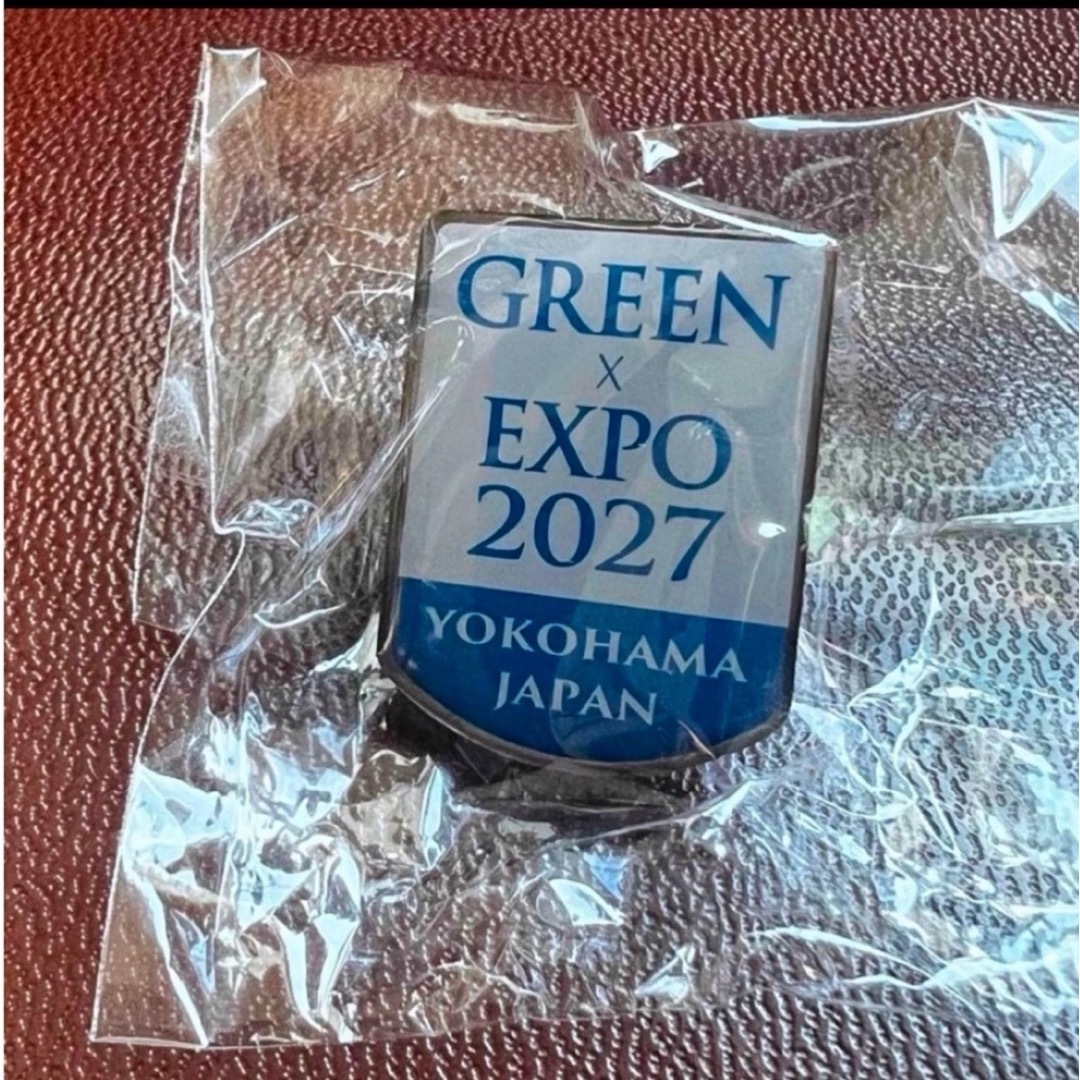 GREEN
×
EXPO
2027
YOKOHAMA
JAPAN